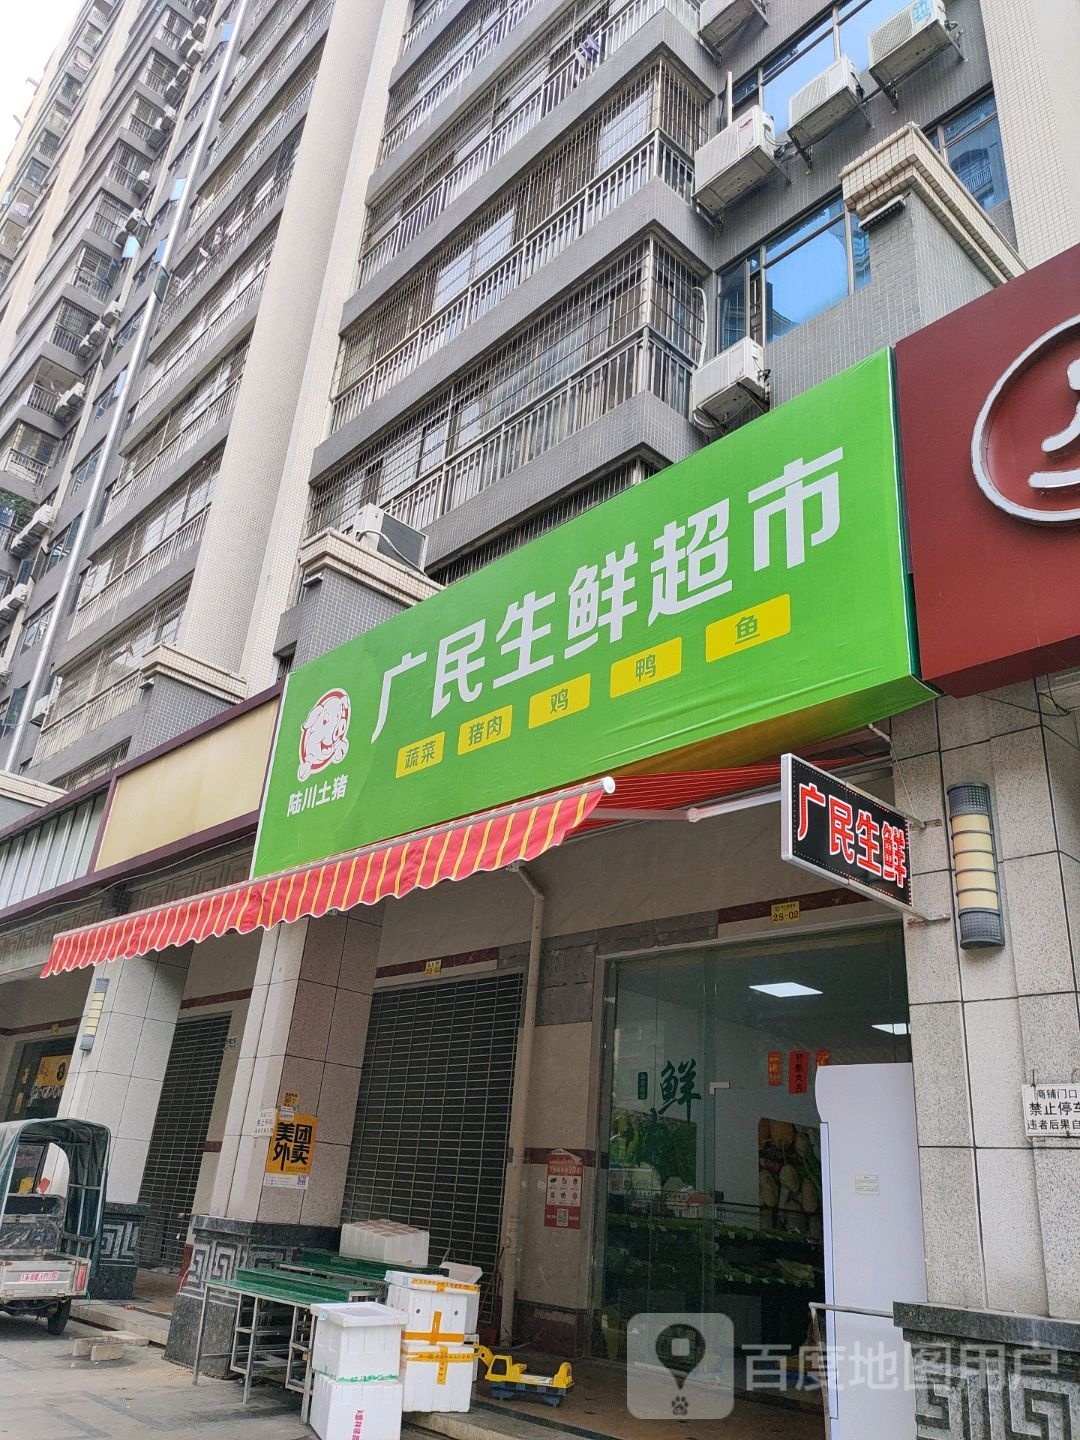 广民生鲜超市
蔬菜 猪肉 鸡 鸭 鱼
陆川土猪
广民生鲜
28-02
鲜
美团
外卖
商铺门口
禁止停车
违者后果自
百度地图用户